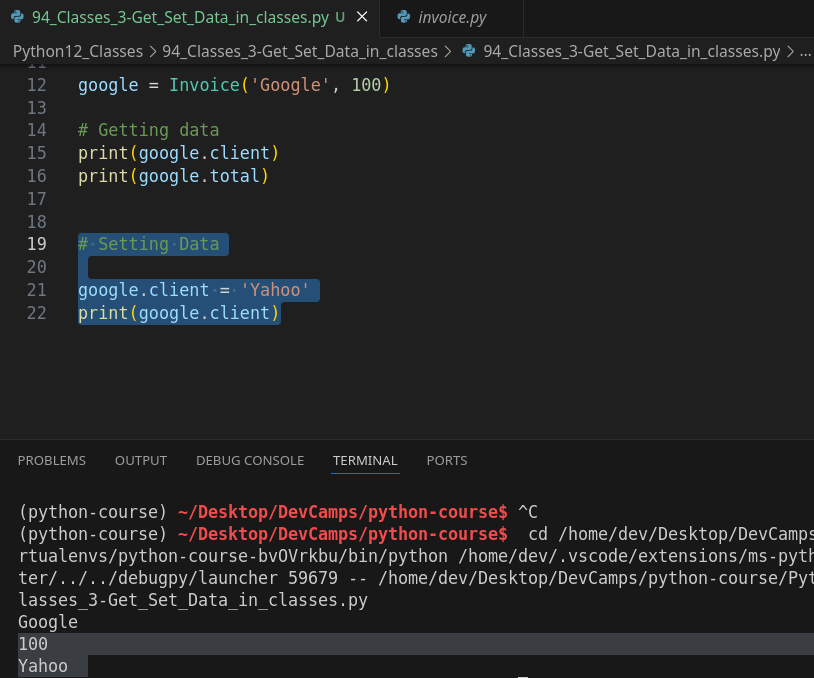 94_Classes_3-Get_Set_Data_in_classes.py U ×
invoice.py
Python12_Classes > 94_Classes_3-Get_Set_Data_in_classes > 94_Classes_3-Get_Set_Data_in_classes.py > ...
11
12 google = Invoice('Google', 100)
13
14 # Getting data
15 print(google.client)
16 print(google.total)
17
18
19 # Setting Data
20
21 google.client = 'Yahoo'
22 print(google.client)
PROBLEMS OUTPUT DEBUG CONSOLE TERMINAL PORTS
(python-course) ~/Desktop/DevCamps/python-course$ ^C
(python-course) ~/Desktop/DevCamps/python-course$ cd /home/dev/Desktop/DevCamps
rtualenvs/python-course-bvOVrkbu/bin/python /home/dev/.vscode/extensions/ms-pyth
ter/../../debugpy/launcher 59679 -- /home/dev/Desktop/DevCamps/python-course/Pyt
lasses_3-Get_Set_Data_in_classes.py
Google
100
Yahoo